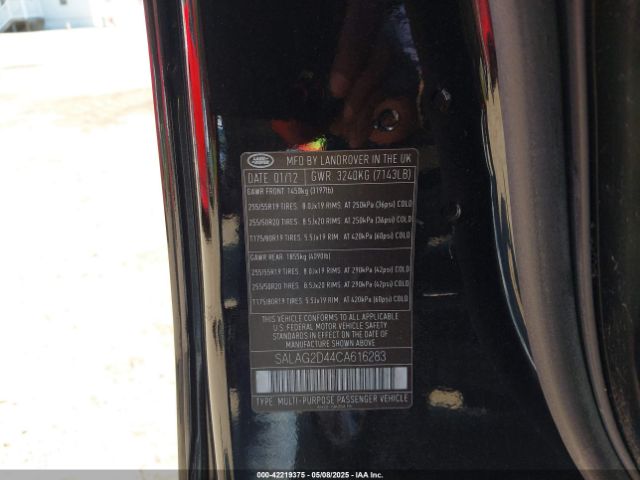 LAND ROVER
MFD BY LANDROVER IN THE UK
DATE 01/12 GWR 3240KG (7143LB)
GAWR FRONT 1450kg (3197lb)
255/55R19 TIRES 8.0Jx19 RIMS AT 250kPa (36psi) COLD
255/50R20 TIRES 8.5Jx20 RIMS AT 250kPa (36psi) COLD
T175/80R19 TIRES 5.5Jx19 RIM AT 420kPa (60psi) COLD
GAWR REAR 1855kg (4090lb)
255/55R19 TIRES 8.0Jx19 RIMS AT 290kPa (42psi) COLD
255/50R20 TIRES 8.5Jx20 RIMS AT 290kPa (42psi) COLD
T175/80R19 TIRES 5.5Jx19 RIM AT 420kPa (60psi) COLD
THIS VEHICLE CONFORMS TO ALL APPLICABLE
U.S. FEDERAL MOTOR VEHICLE SAFETY
STANDARDS IN EFFECT ON THE DATE OF
MANUFACTURE SHOWN ABOVE
SALAG2D44CA616283
TYPE: MULTI-PURPOSE PASSENGER VEHICLE
00-42219375 - 05/08/2025 - IAA Inc.